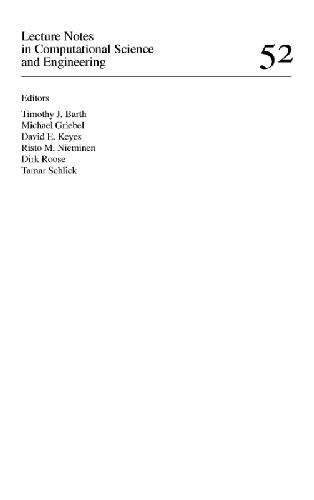 Lecture Notes
in Computational Science
and Engineering
52
Editors
Timothy J. Barth
Michael Griebel
David E. Keyes
Risto M. Nieminen
Dirk Roose
Tamar Schlick